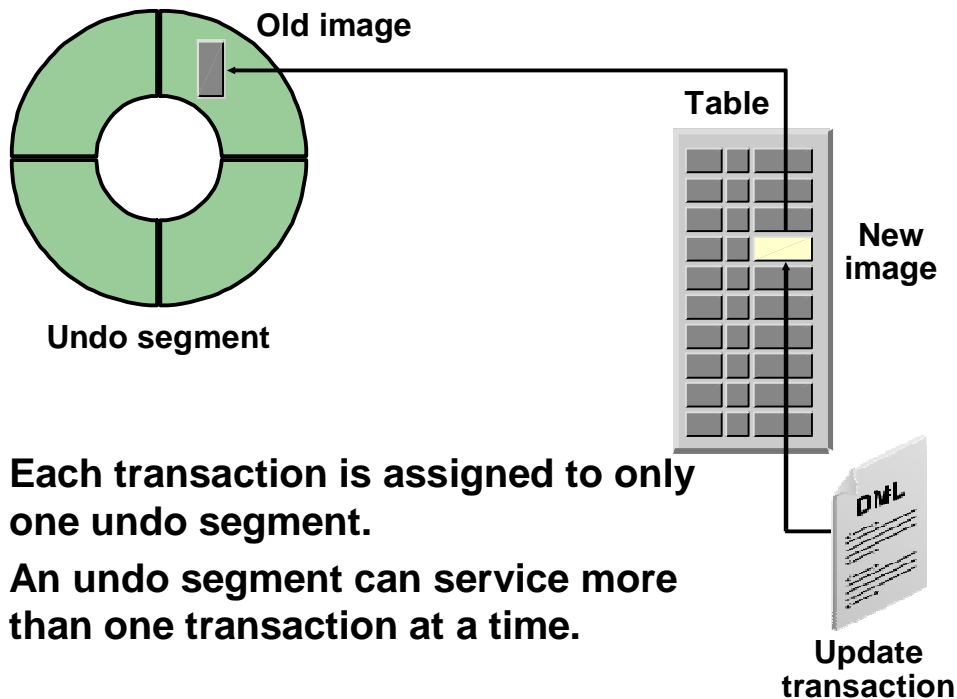 Old image
Table
New
image
Undo segment
Each transaction is assigned to only
one undo segment.
An undo segment can service more
than one transaction at a time.
DML
Update
transaction